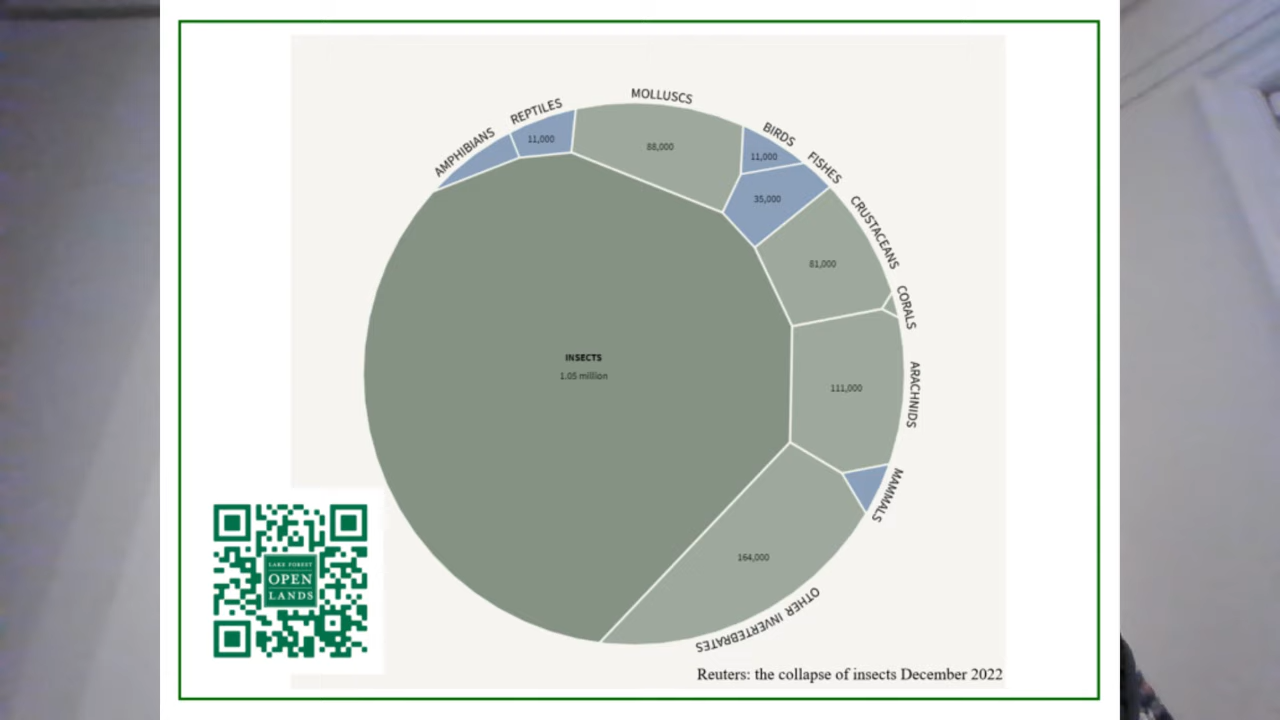 MOLLUSCS
REPTILES
BIRDS
AMPHIBIANS
11,000
88,000
11,000
FISHES
35,000
CRUSTACEANS
81,000
CORALS
INSECTS
1.05 million
111,000
ARACHNIDS
MAMMALS
164,000
OTHER INVERTEBRATES
LAKE FOREST
OPEN
LANDS
Reuters: the collapse of insects December 2022